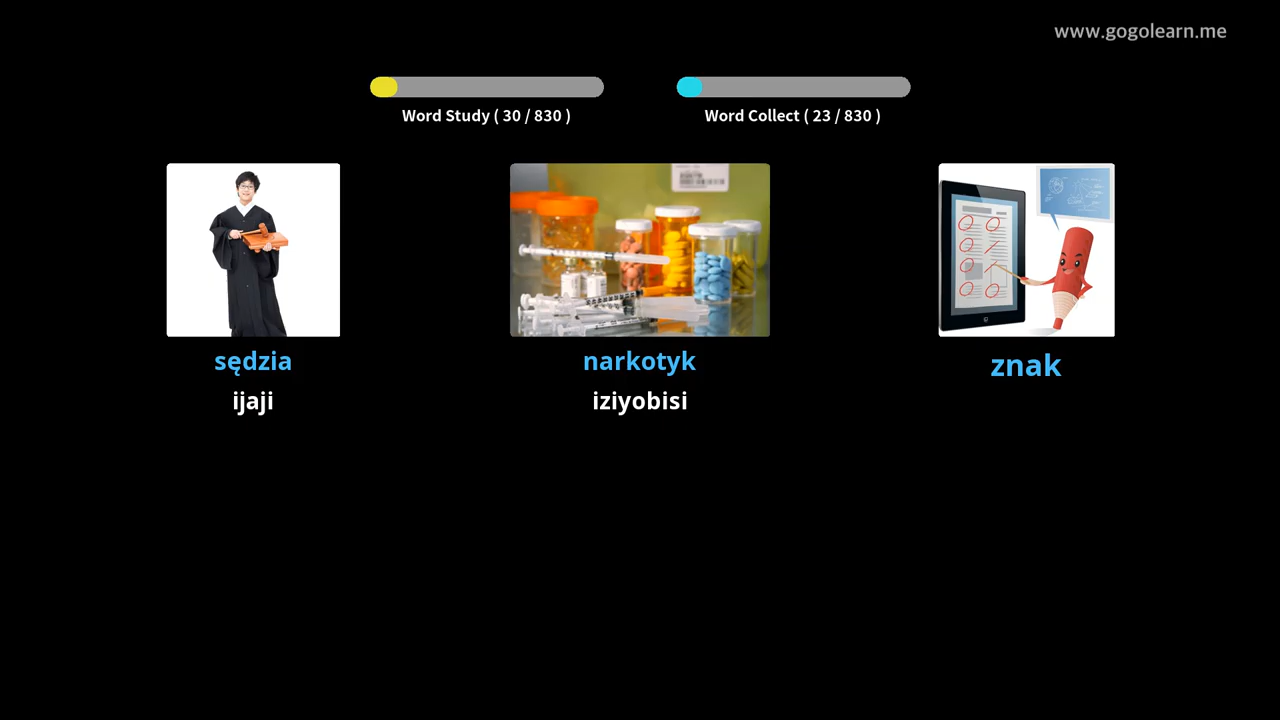 www.gogolearn.me
Word Study ( 30 / 830 )
Word Collect ( 23 / 830 )
sędzia
ijaji
narkotyk
iziyobisi
znak